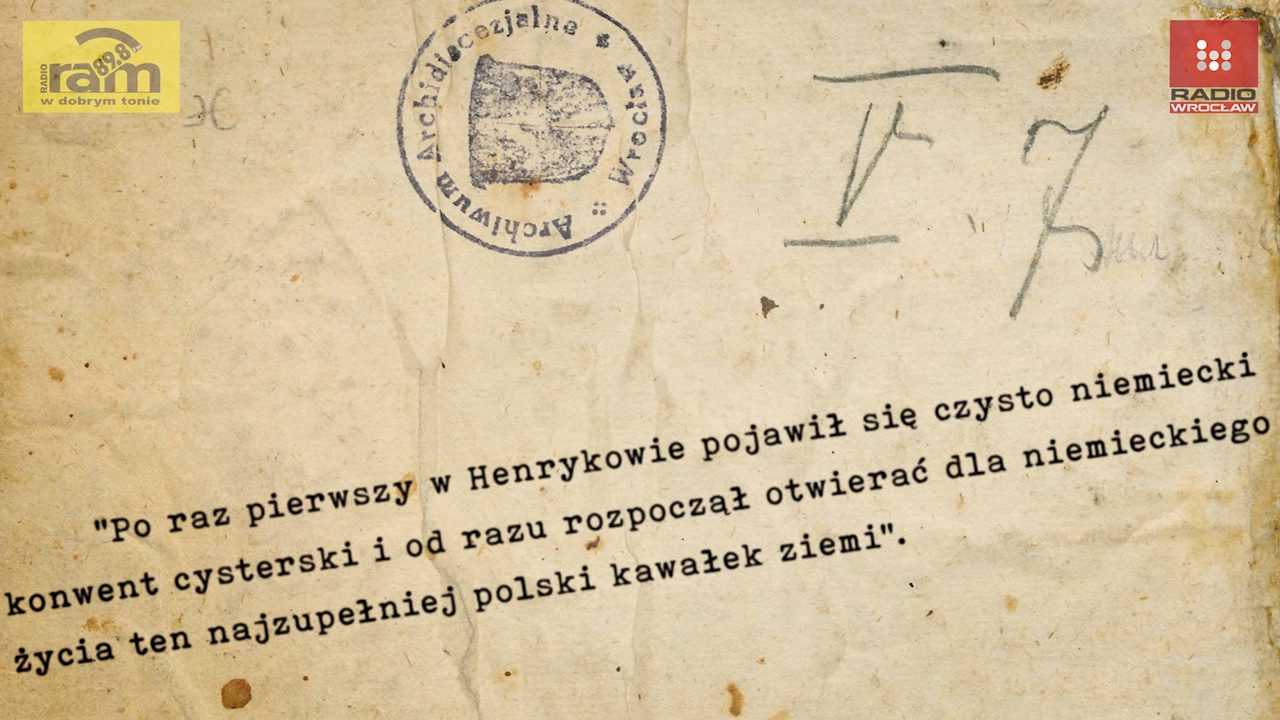 RADIO
ram
89.8 FM
w dobrym tonie
RADIO
WROCŁAW
Archiwum Archidiecezjalne
Wrocław
V 7
"Po raz pierwszy w Henrykowie pojawił się czysto niemiecki
konwent cysterski i od razu rozpoczął otwierać dla niemieckiego
życia ten najzupełniej polski kawałek ziemi".